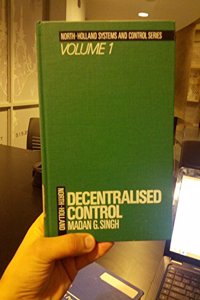 NORTH-HOLLAND SYSTEMS AND CONTROL SERIES
VOLUME 1
NORTH-HOLLAND
DECENTRALISED
CONTROL
MADAN G. SINGH